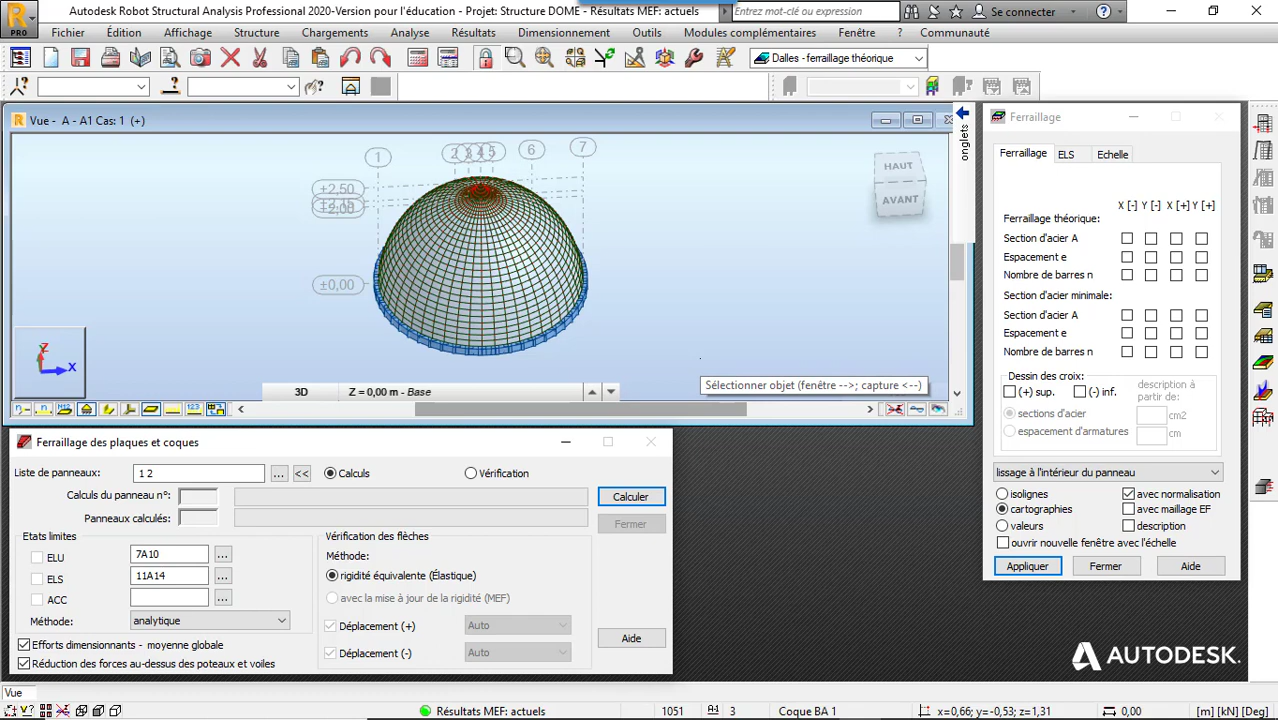 Autodesk Robot Structural Analysis Professional 2020-Version pour l'éducation - Projet: Structure DOME - Résultats MEF: actuels
Entrez mot-clé ou expression
Se connecter
PRO
Fichier Édition Affichage Structure Chargements Analyse Résultats Dimensionnement Outils Modules complémentaires Fenêtre ? Communauté
Dalles - ferraillage théorique
Vue - A - A1 Cas: 1 (+)
onglets
1 2 3 4 5 6 7
+2,50
+2,00
±0,00
HAUT
AVANT
Z
X
3D Z = 0,00 m - Base
Sélectionner objet (fenêtre -->; capture <--)
Ferraillage
Ferraillage ELS Echelle
X [-] Y [-] X [+] Y [+]
Ferraillage théorique:
Section d'acier A
Espacement e
Nombre de barres n
Section d'acier minimale:
Section d'acier A
Espacement e
Nombre de barres n
Dessin des croix:
(+) sup. (-) inf.
description à partir de:
sections d'acier cm2
espacement d'armatures cm
lissage à l'intérieur du panneau
isolignes avec normalisation
cartographies avec maillage EF
valeurs description
ouvrir nouvelle fenêtre avec l'échelle
Appliquer Fermer Aide
Ferraillage des plaques et coques
Liste de panneaux: 1 2 ... << Calculs Vérification
Calculs du panneau n°: Calculer
Panneaux calculés: Fermer
Etats limites
ELU 7A10 ...
ELS 11A14 ...
ACC ...
Méthode: analytique
Efforts dimensionnants - moyenne globale
Réduction des forces au-dessus des poteaux et voiles
Vérification des flèches
Méthode:
rigidité équivalente (Élastique)
avec la mise à jour de la rigidité (MEF)
Déplacement (+) Auto
Déplacement (-) Auto
Aide
AUTODESK.
Vue
Résultats MEF: actuels 1051 3 Coque BA 1 x=0,66; y=-0,53; z=1,31 0,00 [m] [kN] [Deg]